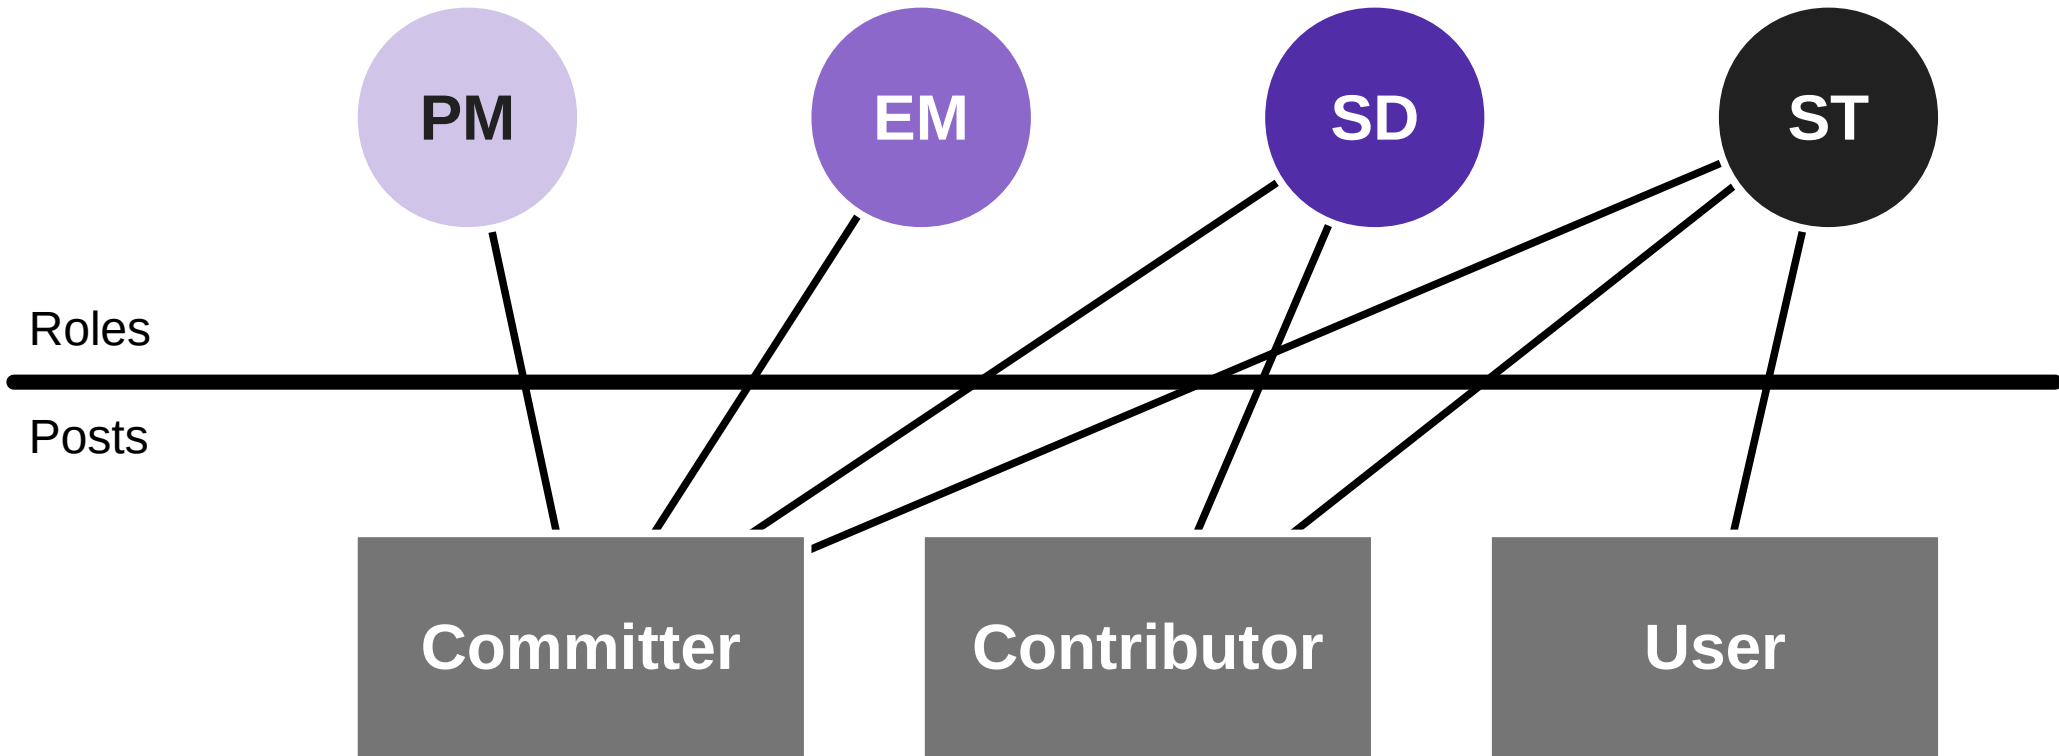 PM
EM
SD
ST
Roles
Posts
Committer
Contributor
User